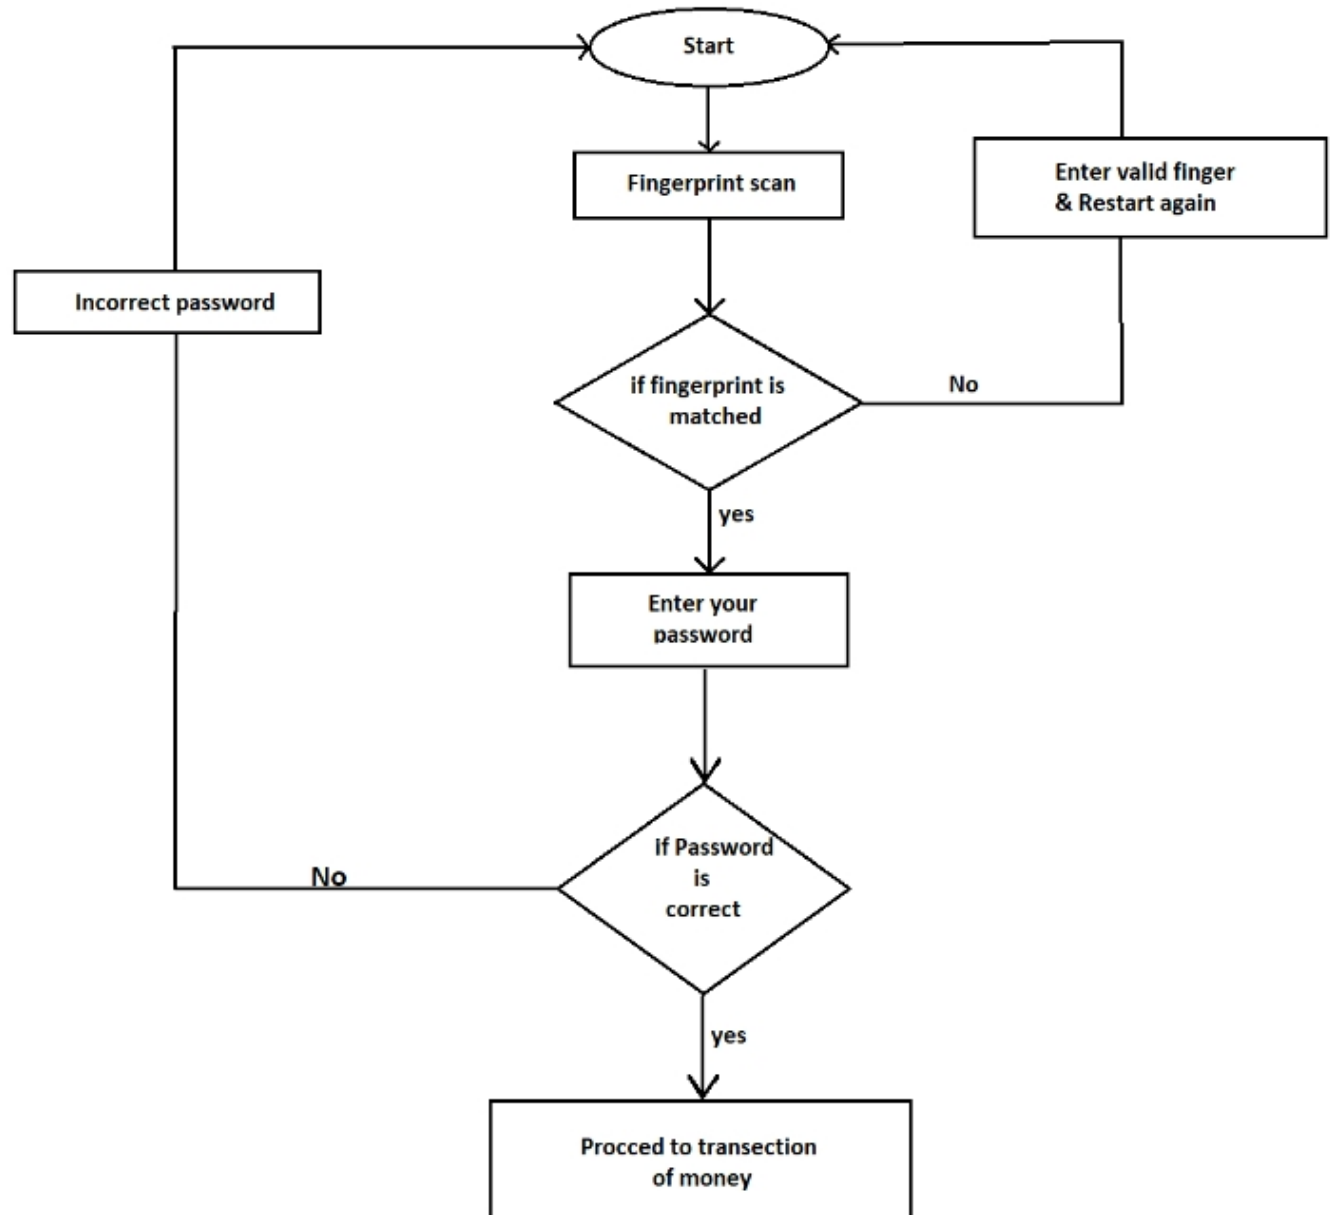 Start
Fingerprint scan
Enter valid finger
& Restart again
Incorrect password
if fingerprint is
matched
No
yes
Enter your
password
if Password
is
correct
No
yes
Procced to transection
of money